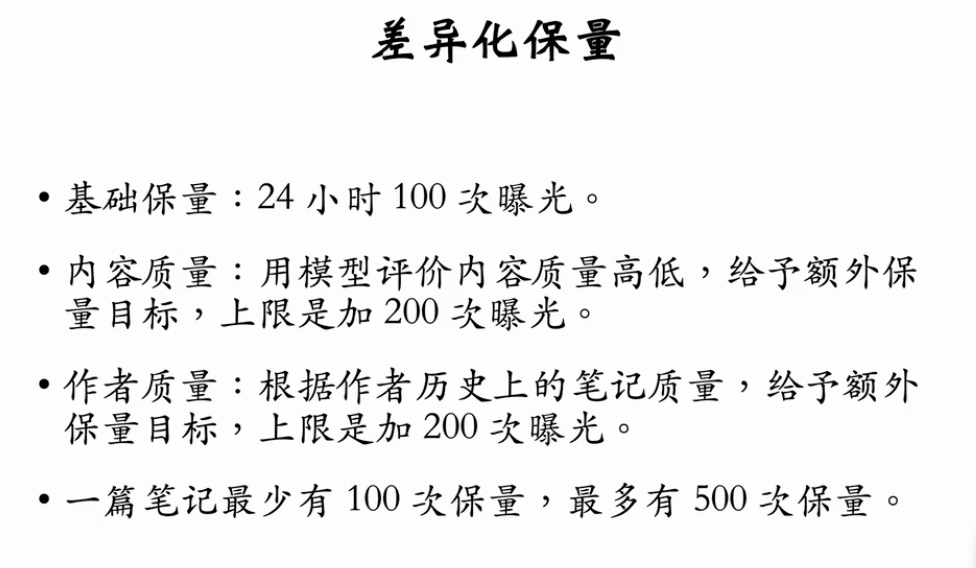 差异化保量
• 基础保量：24 小时 100 次曝光。
• 内容质量：用模型评价内容质量高低，给予额外保
量目标，上限是加 200 次曝光。
• 作者质量：根据作者历史上的笔记质量，给予额外
保量目标，上限是加 200 次曝光。
• 一篇笔记最少有 100 次保量，最多有 500 次保量。